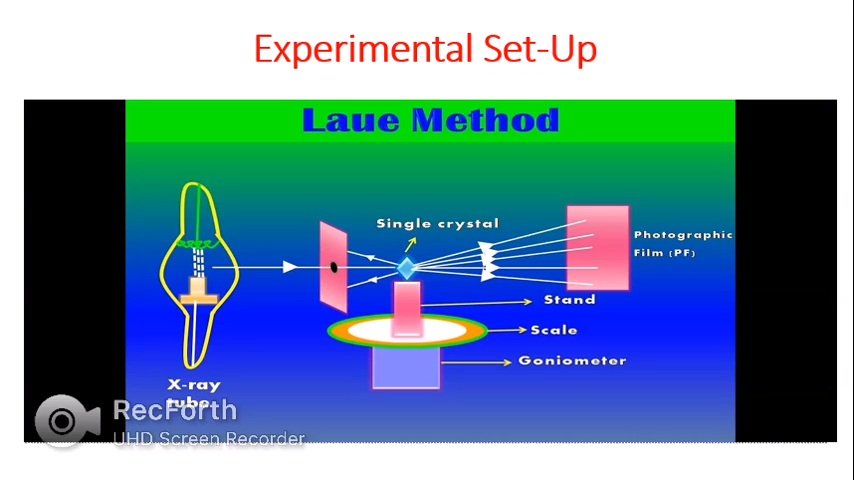 Experimental Set-Up
Laue Method
Single crystal
Photographic
Film (PF)
Stand
Scale
Goniometer
X-ray
tube
RecForth
UHD Screen Recorder